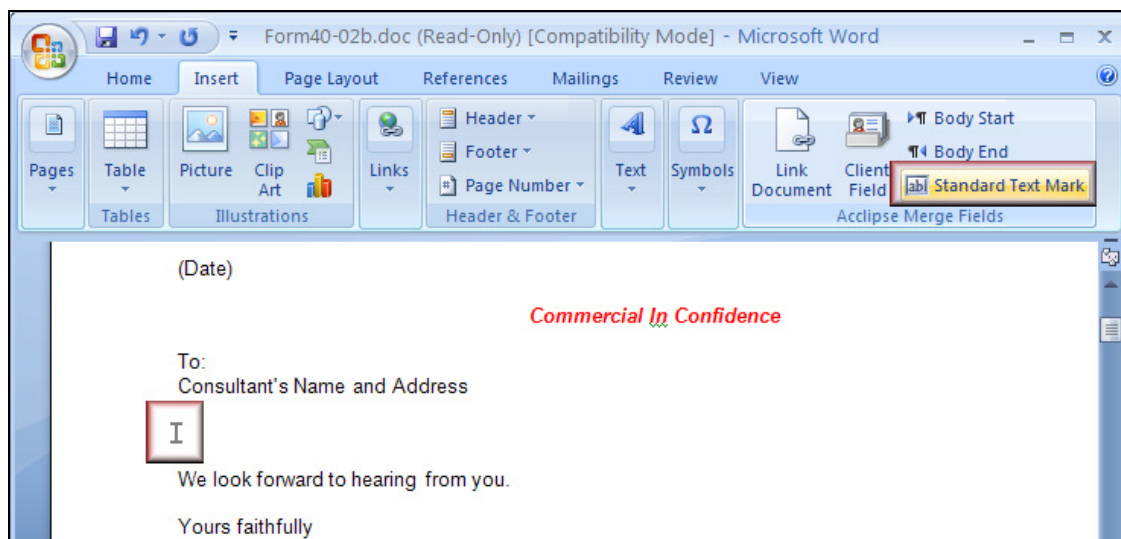 Form40-02b.doc (Read-Only) [Compatibility Mode] - Microsoft Word
Home Insert Page Layout References Mailings Review View
Pages
Table
Tables
Picture
Clip Art
Illustrations
Links
Header
Footer
Page Number
Header & Footer
Text
Symbols
Link Document
Client Field
Body Start
Body End
Standard Text Mark
Acclipse Merge Fields
(Date)
Commercial In Confidence
To:
Consultant's Name and Address
We look forward to hearing from you.
Yours faithfully